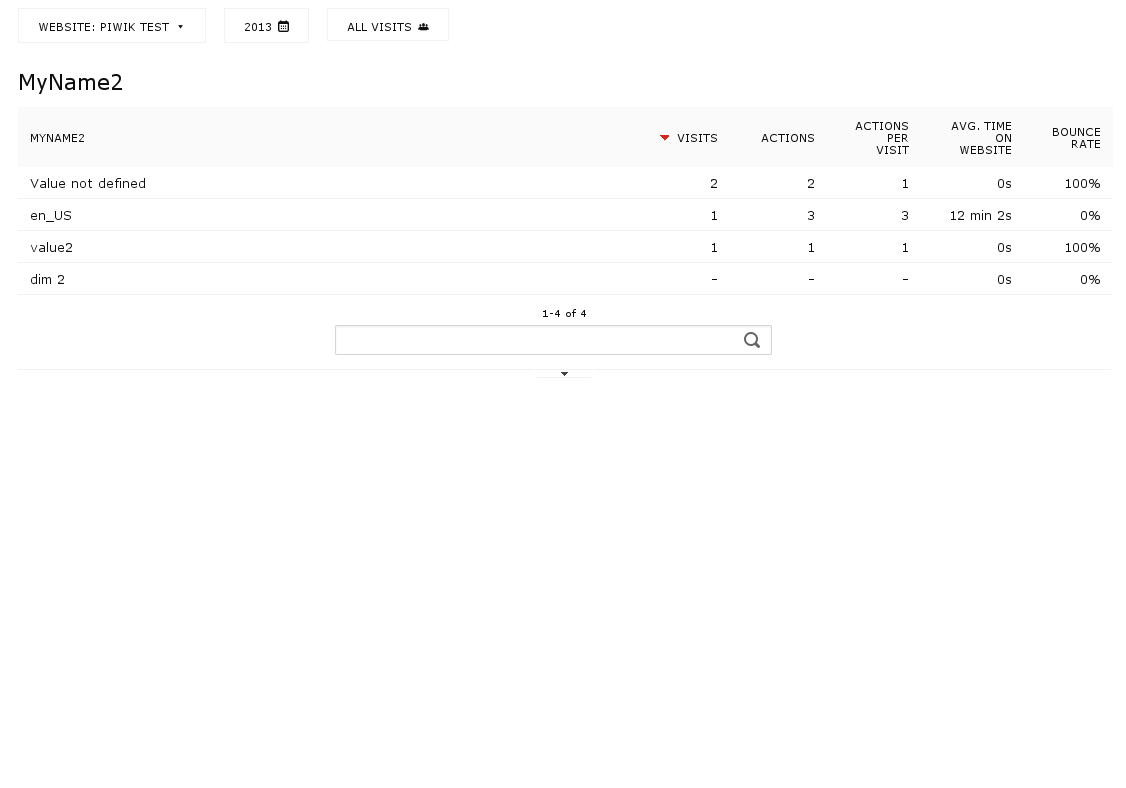 WEBSITE: PIWIK TEST 2013 ALL VISITS
MyName2
MYNAME2 VISITS ACTIONS ACTIONS PER VISIT AVG. TIME ON WEBSITE BOUNCE RATE
Value not defined 2 2 1 0s 100%
en_US 1 3 3 12 min 2s 0%
value2 1 1 1 0s 100%
dim 2 - - - 0s 0%
1-4 of 4